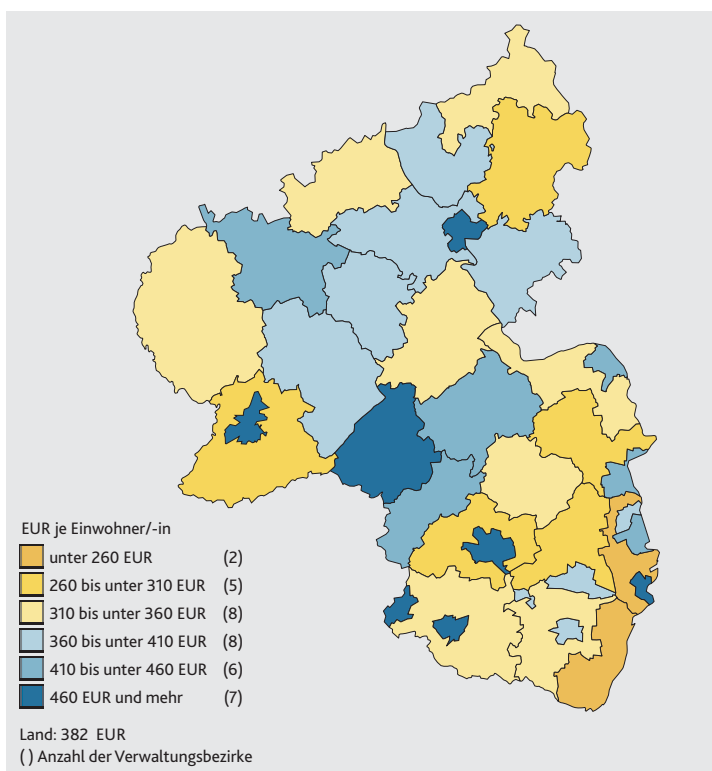 EUR je Einwohner/-in
unter 260 EUR (2)
260 bis unter 310 EUR (5)
310 bis unter 360 EUR (8)
360 bis unter 410 EUR (8)
410 bis unter 460 EUR (6)
460 EUR und mehr (7)
Land: 382 EUR
( ) Anzahl der Verwaltungsbezirke